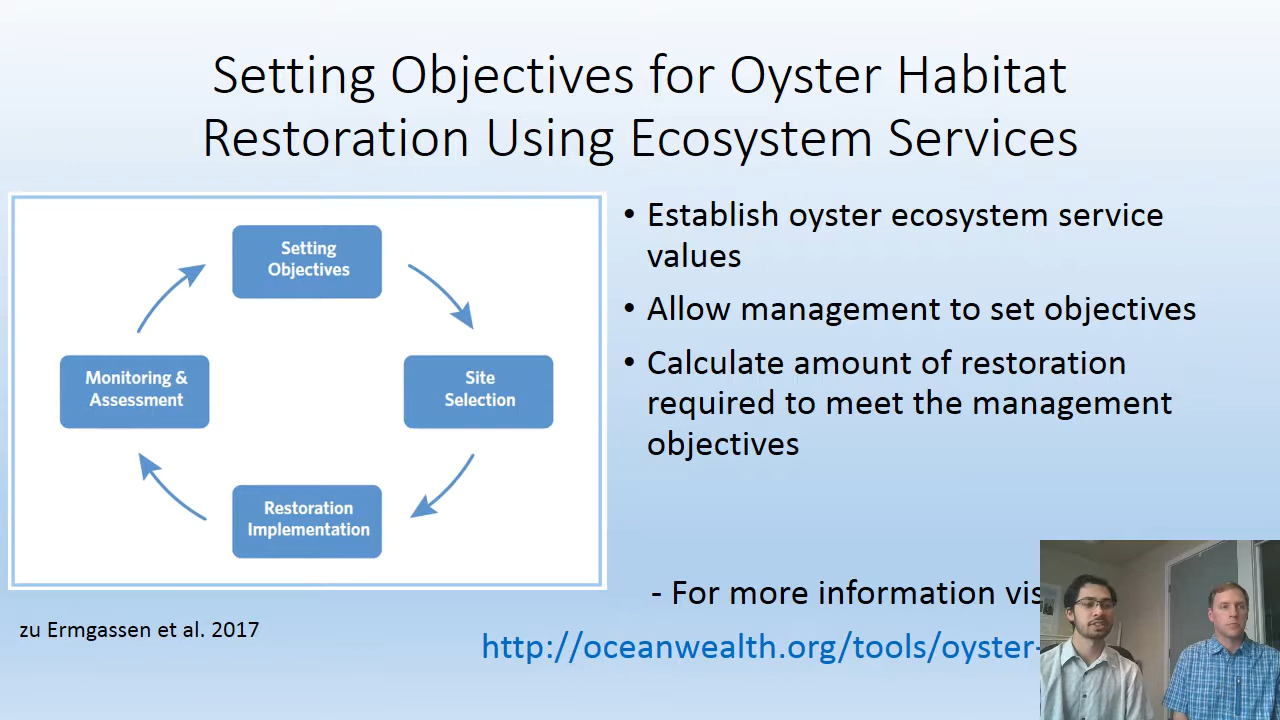 Setting Objectives for Oyster Habitat
Restoration Using Ecosystem Services
Setting
Objectives
Monitoring &
Assessment
Site
Selection
Restoration
Implementation
• Establish oyster ecosystem service
values
• Allow management to set objectives
• Calculate amount of restoration
required to meet the management
objectives
- For more information
http://oceanwealth.org/tools/oyster-
zu Ermgassen et al. 2017